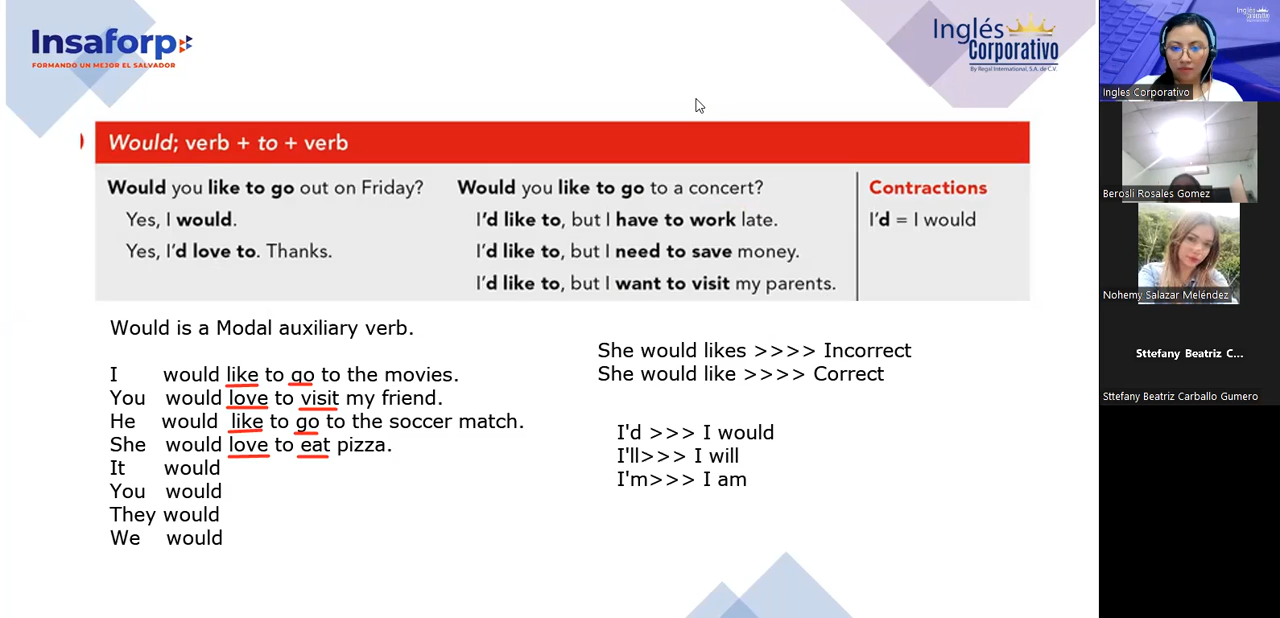 Insaforp
FORMANDO UN MEJOR EL SALVADOR
Inglés
Corporativo
By Regal International, S.A. de C.V.
Would; verb + to + verb
Would you like to go out on Friday?
Yes, I would.
Yes, I'd love to. Thanks.
Would you like to go to a concert?
I'd like to, but I have to work late.
I'd like to, but I need to save money.
I'd like to, but I want to visit my parents.
Contractions
I'd = I would
Would is a Modal auxiliary verb.
I would like to go to the movies.
You would love to visit my friend.
He would like to go to the soccer match.
She would love to eat pizza.
It would
You would
They would
We would
She would likes >>>> Incorrect
She would like >>>> Correct
I'd >>> I would
I'll>>> I will
I'm>>> I am
Inglés
Ingles Corporativo
Berosli Rosales Gomez
Nohemy Salazar Meléndez
Sttefany Beatriz C...
Sttefany Beatriz Carballo Gumero